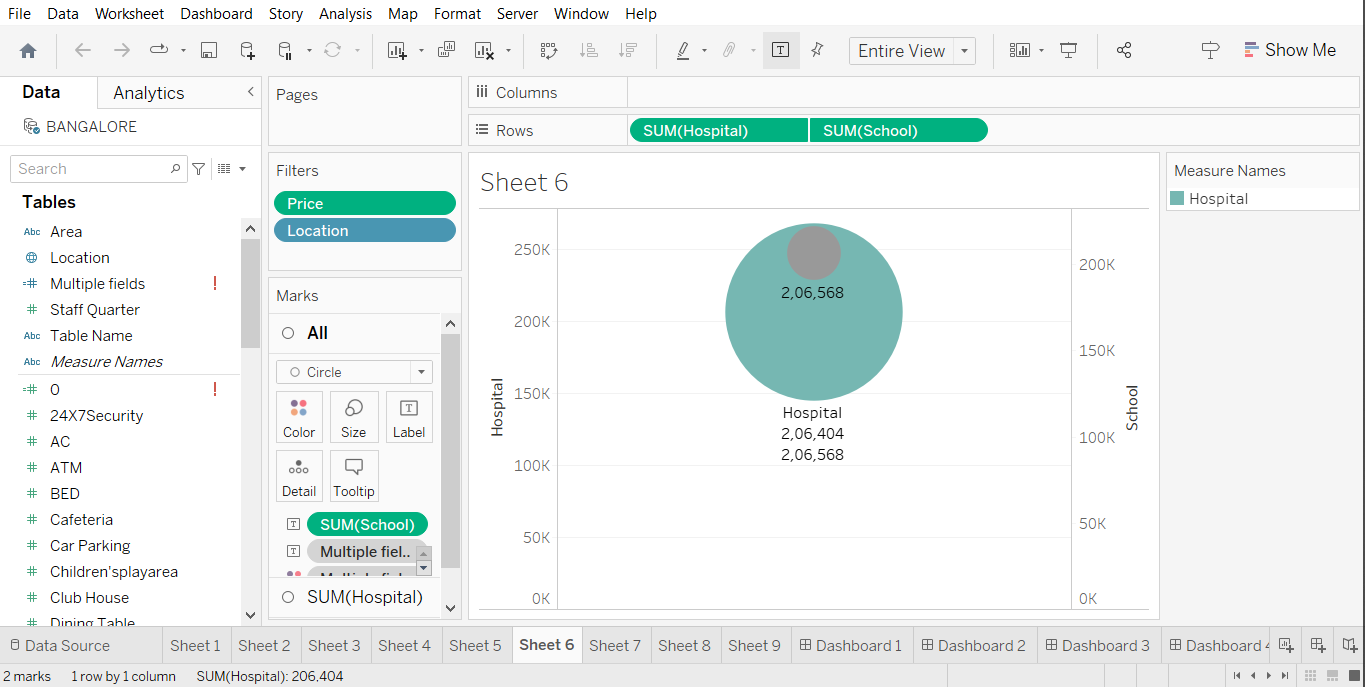 File Data Worksheet Dashboard Story Analysis Map Format Server Window Help
Entire View
Show Me
Data Analytics
BANGALORE
Search
Tables
Abc Area
Location
Multiple fields !
Staff Quarter
Abc Table Name
Abc Measure Names
0 !
24X7Security
AC
ATM
BED
Cafeteria
Car Parking
Children'splayarea
Club House
Dining Table
Pages
Filters
Price
Location
Marks
All
Circle
Color Size Label
Detail Tooltip
SUM(School)
Multiple fiel..
SUM(Hospital)
Columns
Rows SUM(Hospital) SUM(School)
Sheet 6
Hospital
250K
200K
150K
100K
50K
0K
2,06,568
Hospital
2,06,404
2,06,568
200K
150K
100K
50K
0K
School
Measure Names
Hospital
Data Source Sheet 1 Sheet 2 Sheet 3 Sheet 4 Sheet 5 Sheet 6 Sheet 7 Sheet 8 Sheet 9 Dashboard 1 Dashboard 2 Dashboard 3 Dashboard 4
2 marks 1 row by 1 column SUM(Hospital): 206,404